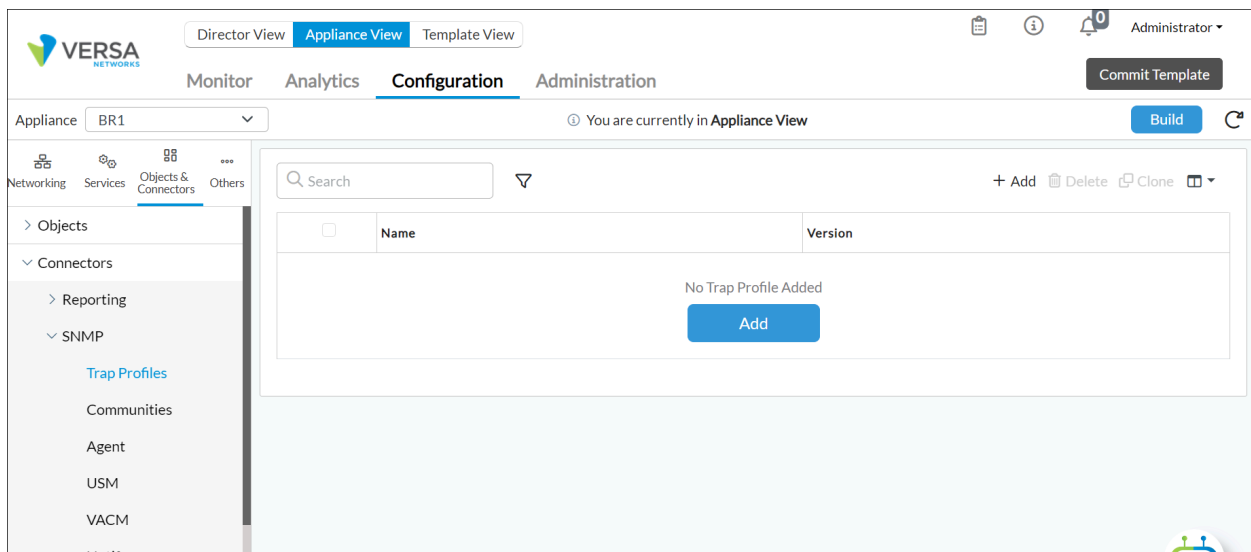 VERSA
NETWORKS
Director View Appliance View Template View
0
Administrator
Monitor Analytics Configuration Administration
Commit Template
Appliance BR1
You are currently in Appliance View
Build
Networking Services Objects & Connectors Others
Search
+ Add Delete Clone
Objects
Name Version
Connectors
No Trap Profile Added
Reporting
Add
SNMP
Trap Profiles
Communities
Agent
USM
VACM